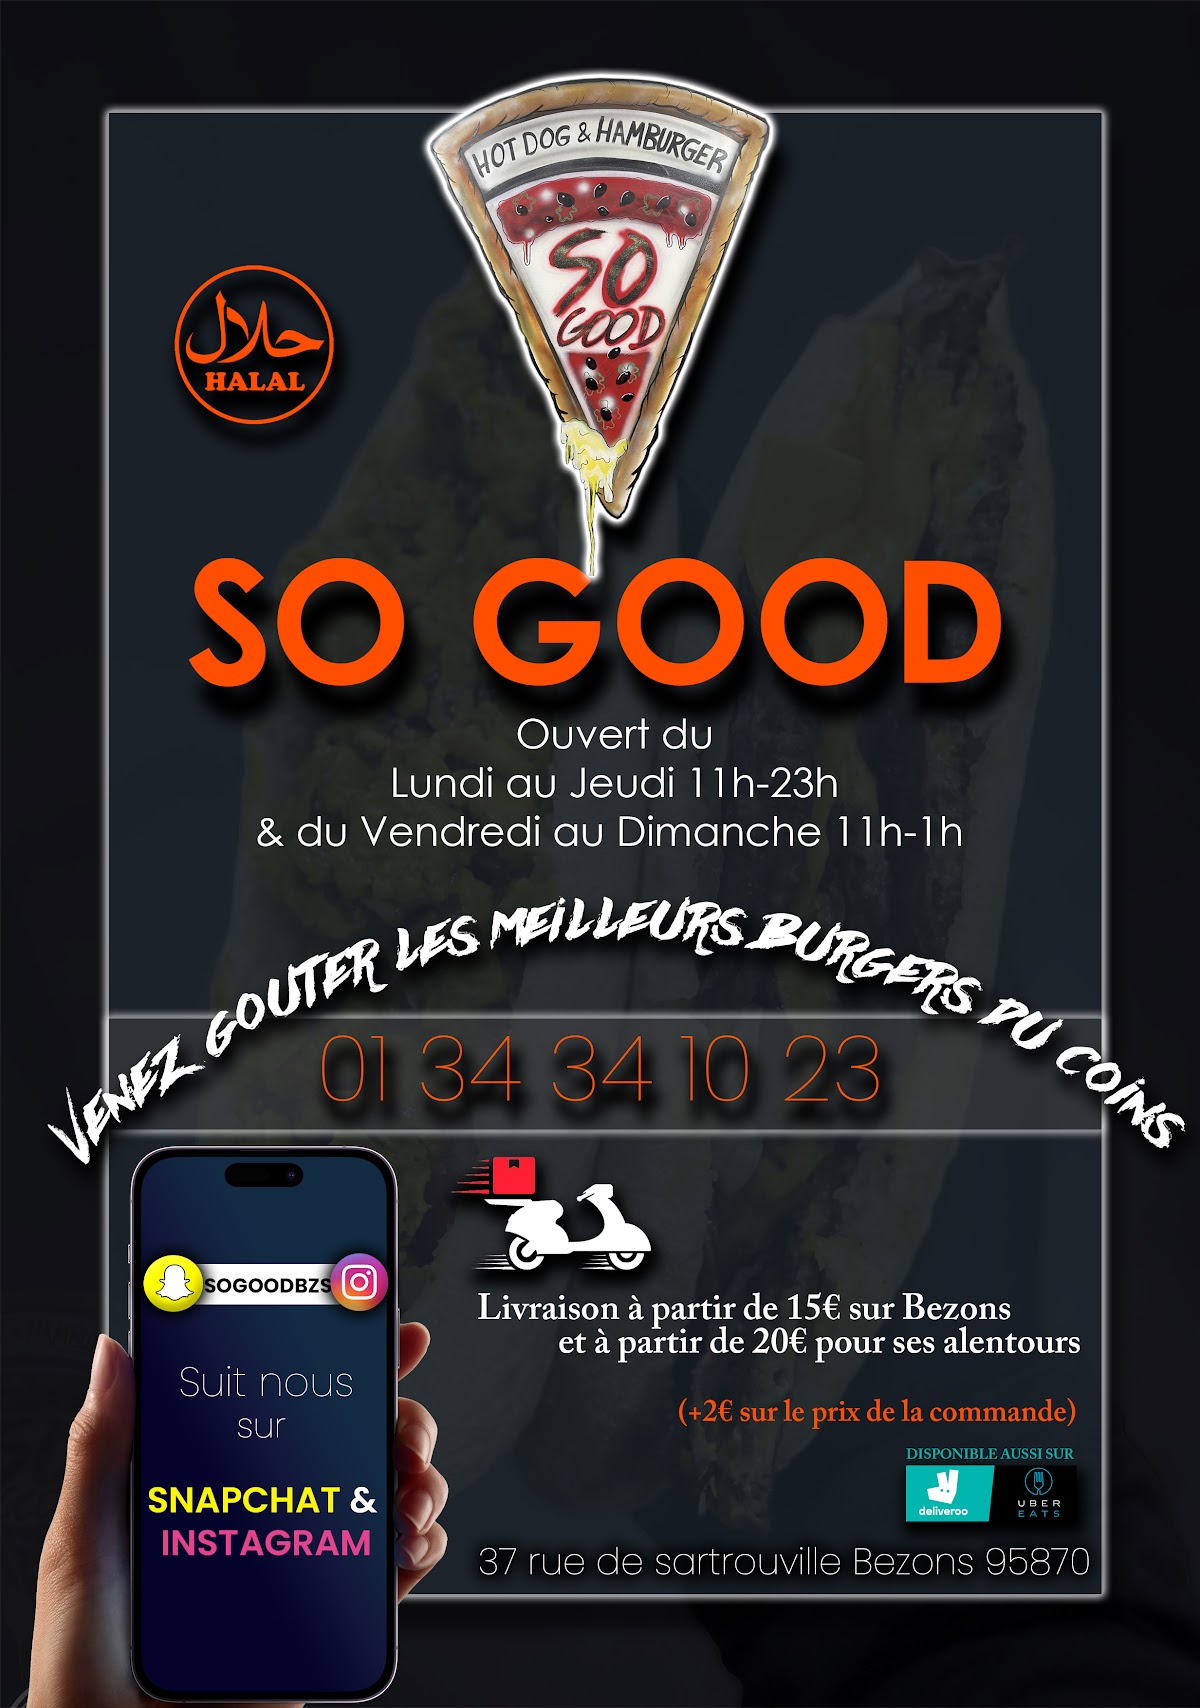 HOT DOG & HAMBURGER
SO
GOOD
حلال
HALAL
SO GOOD
Ouvert du
Lundi au Jeudi 11h-23h
& du Vendredi au Dimanche 11h-1h
VENEZ GOUTER LES MEILLEURS BURGERS DU COINS
01 34 34 10 23
SOGOODBZS
Suit nous
sur
SNAPCHAT &
INSTAGRAM
Livraison à partir de 15€ sur Bezons
et à partir de 20€ pour ses alentours
(+2€ sur le prix de la commande)
DISPONIBLE AUSSI SUR
deliveroo
UBER
EATS
37 rue de sartrouville Bezons 95870